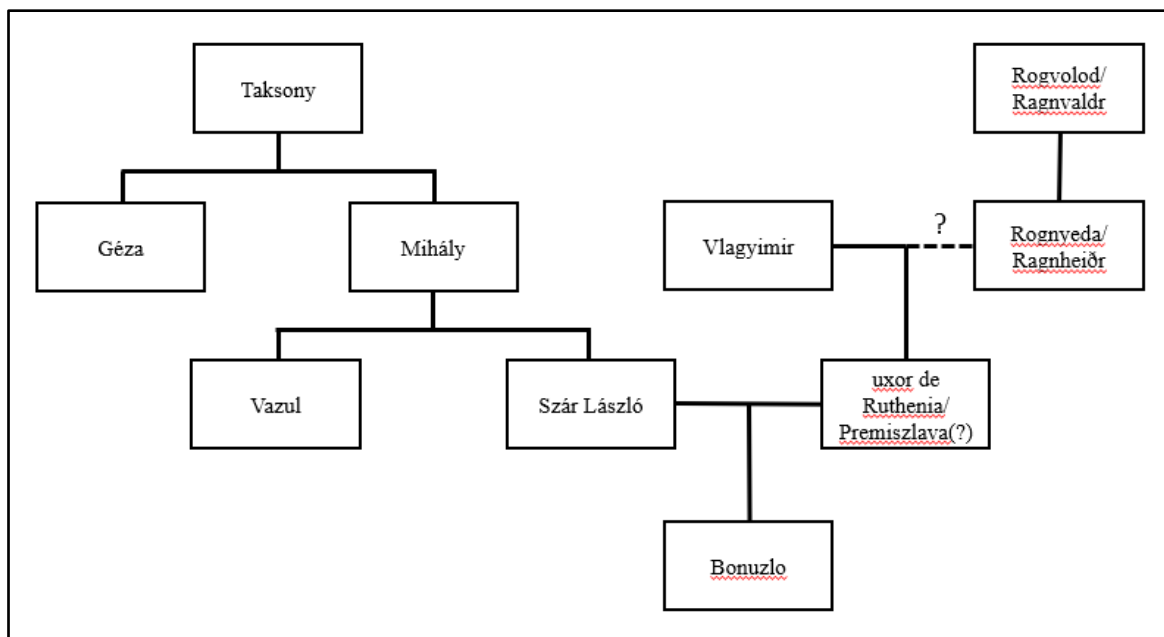 Taksony
Rogvolod/
Ragnvaldr
Géza
Mihály
Vlagyimir
?
Rognyeda/
Ragnheiðr
Vazul
Szár László
uxor de
Ruthenia/
Premiszlava(?)
Bonuzlo